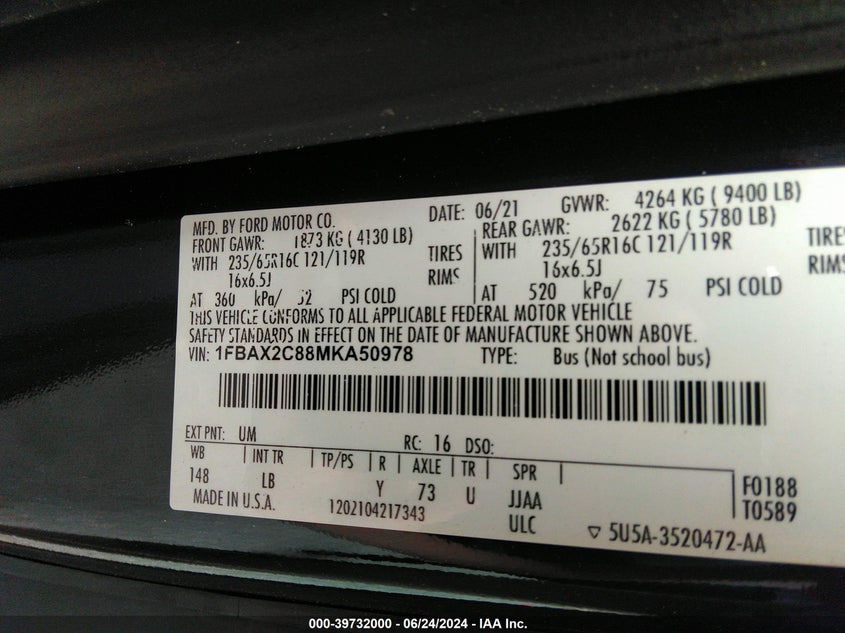 MFD. BY FORD MOTOR CO. DATE: 06/21 GVWR: 4264 KG ( 9400 LB)
FRONT GAWR: 1873 KG ( 4130 LB) REAR GAWR: 2622 KG ( 5780 LB)
WITH 235/65R16C 121/119R TIRES WITH 235/65R16C 121/119R TIRES
16x6.5J RIMS 16x6.5J RIMS
AT 360 kPa/ 52 PSI COLD AT 520 kPa/ 75 PSI COLD
THIS VEHICLE CONFORMS TO ALL APPLICABLE FEDERAL MOTOR VEHICLE
SAFETY STANDARDS IN EFFECT ON THE DATE OF MANUFACTURE SHOWN ABOVE.
VIN: 1FBAX2C88MKA50978 TYPE: Bus (Not school bus)
EXT PNT: UM RC: 16 DSO:
WB | INT TR | TP/PS | R | AXLE | TR | SPR |
148 LB Y 73 U JJAA F0188
MADE IN U.S.A. 1202104217343 ULC T0589
▽ 5U5A-3520472-AA
000-39732000 - 06/24/2024 - IAA Inc.